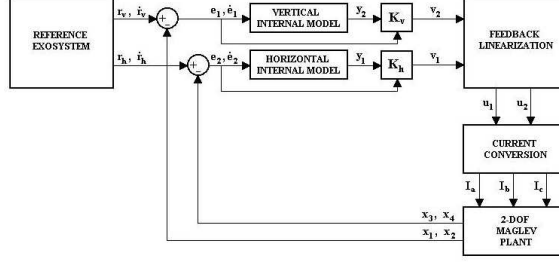 REFERENCE
EXOSYSTEM
r_v, ṙ_v
r_h, ṙ_h
+
−
+
−
e_1, ė_1
e_2, ė_2
VERTICAL
INTERNAL MODEL
HORIZONTAL
INTERNAL MODEL
y_2
y_1
K_v
K_h
v_2
v_1
FEEDBACK
LINEARIZATION
u_1 u_2
CURRENT
CONVERSION
I_a I_b I_c
2-DOF
MAGLEV
PLANT
x_3, x_4
x_1, x_2